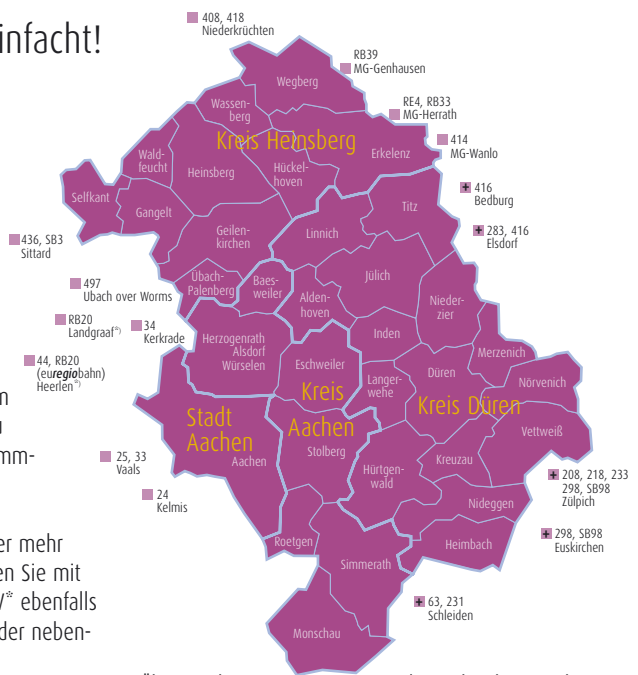 infacht!
408, 418
Niederkrüchten
RB39
MG-Genhausen
RE4, RB33
MG-Herrath
414
MG-Wanlo
416
Bedburg
283, 416
Elsdorf
Wegberg
Wassen-
berg
Kreis Heinsberg
Erkelenz
Wald-
feucht
Heinsberg
Hückel-
hoven
Selfkant
Gangelt
Geilen-
kirchen
Titz
Linnich
436, SB3
Sittard
497
Ubach over Worms
RB20
Landgraaf*)
34
Kerkrade
44, RB20
(euregiobahn)
Heerlen*)
Übach-
Palenberg
Baes-
weiler
Alden-
hoven
Jülich
Nieder-
zier
Herzogenrath
Alsdorf
Würselen
Inden
Merzenich
Eschweiler
Langer-
wehe
Düren
Nörvenich
Kreis
Aachen
Kreis Düren
Stadt
Aachen
Aachen
Stolberg
Vettweiß
Hürtgen-
wald
Kreuzau
Nideggen
Heimbach
Roetgen
Simmerath
Monschau
25, 33
Vaals
24
Kelmis
208, 218, 233
298, SB98
Zülpich
298, SB98
Euskirchen
63, 231
Schleiden
mm-
er mehr
en Sie mit
V* ebenfalls
der neben-